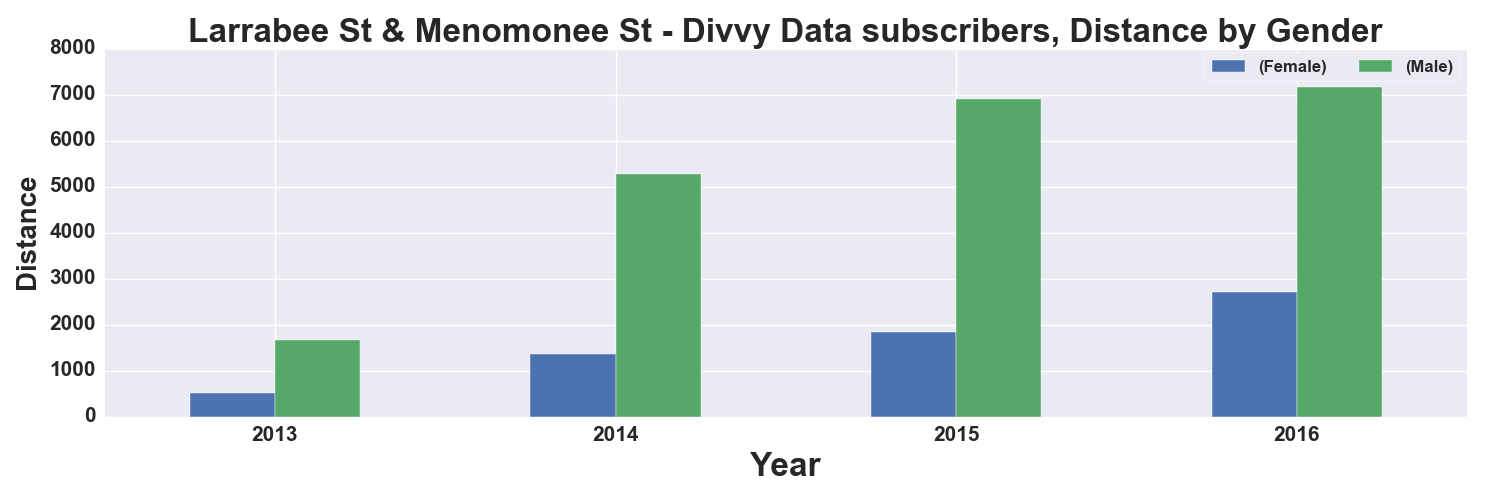 Larrabee St & Menomonee St - Divvy Data subscribers, Distance by Gender
8000
7000
6000
5000
4000
3000
2000
1000
0
Distance
(Female) (Male)
2013 2014 2015 2016
Year